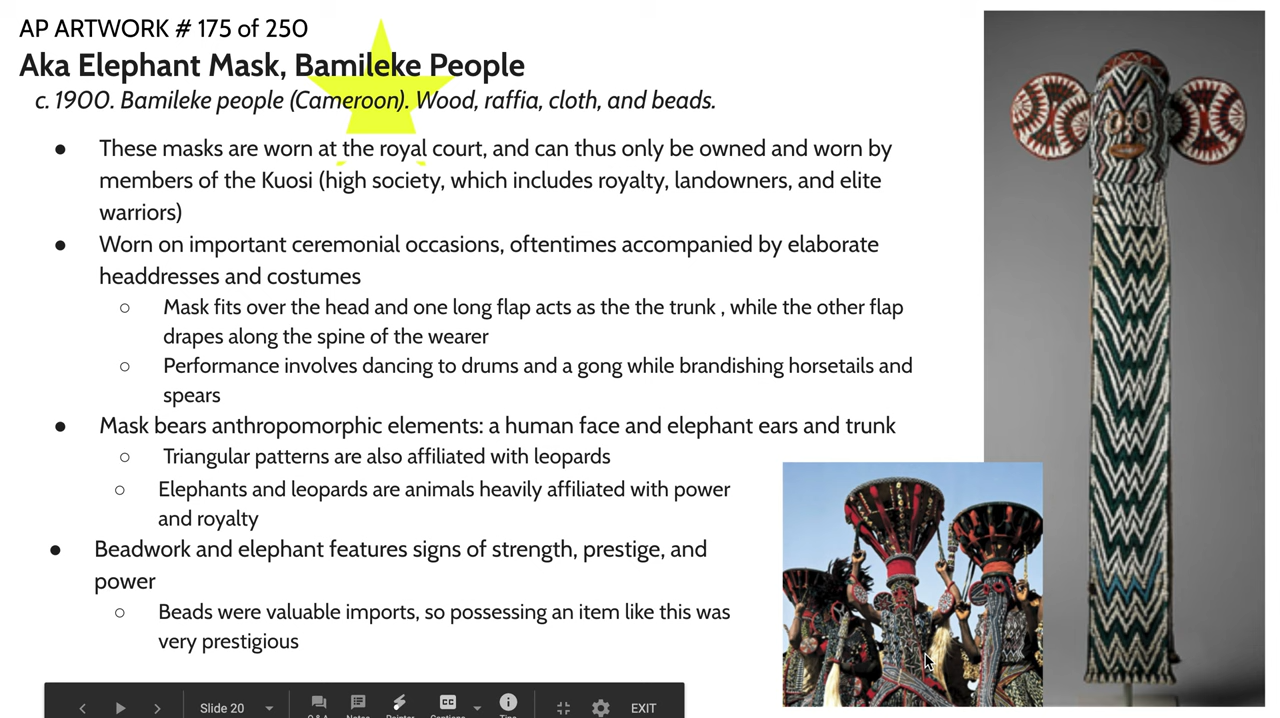 AP ARTWORK # 175 of 250
Aka Elephant Mask, Bamileke People
c. 1900. Bamileke people (Cameroon). Wood, raffia, cloth, and beads.
● These masks are worn at the royal court, and can thus only be owned and worn by
members of the Kuosi (high society, which includes royalty, landowners, and elite
warriors)
● Worn on important ceremonial occasions, oftentimes accompanied by elaborate
headdresses and costumes
○ Mask fits over the head and one long flap acts as the the trunk , while the other flap
drapes along the spine of the wearer
○ Performance involves dancing to drums and a gong while brandishing horsetails and
spears
● Mask bears anthropomorphic elements: a human face and elephant ears and trunk
○ Triangular patterns are also affiliated with leopards
○ Elephants and leopards are animals heavily affiliated with power
and royalty
● Beadwork and elephant features signs of strength, prestige, and
power
○ Beads were valuable imports, so possessing an item like this was
very prestigious
Slide 20 CC EXIT